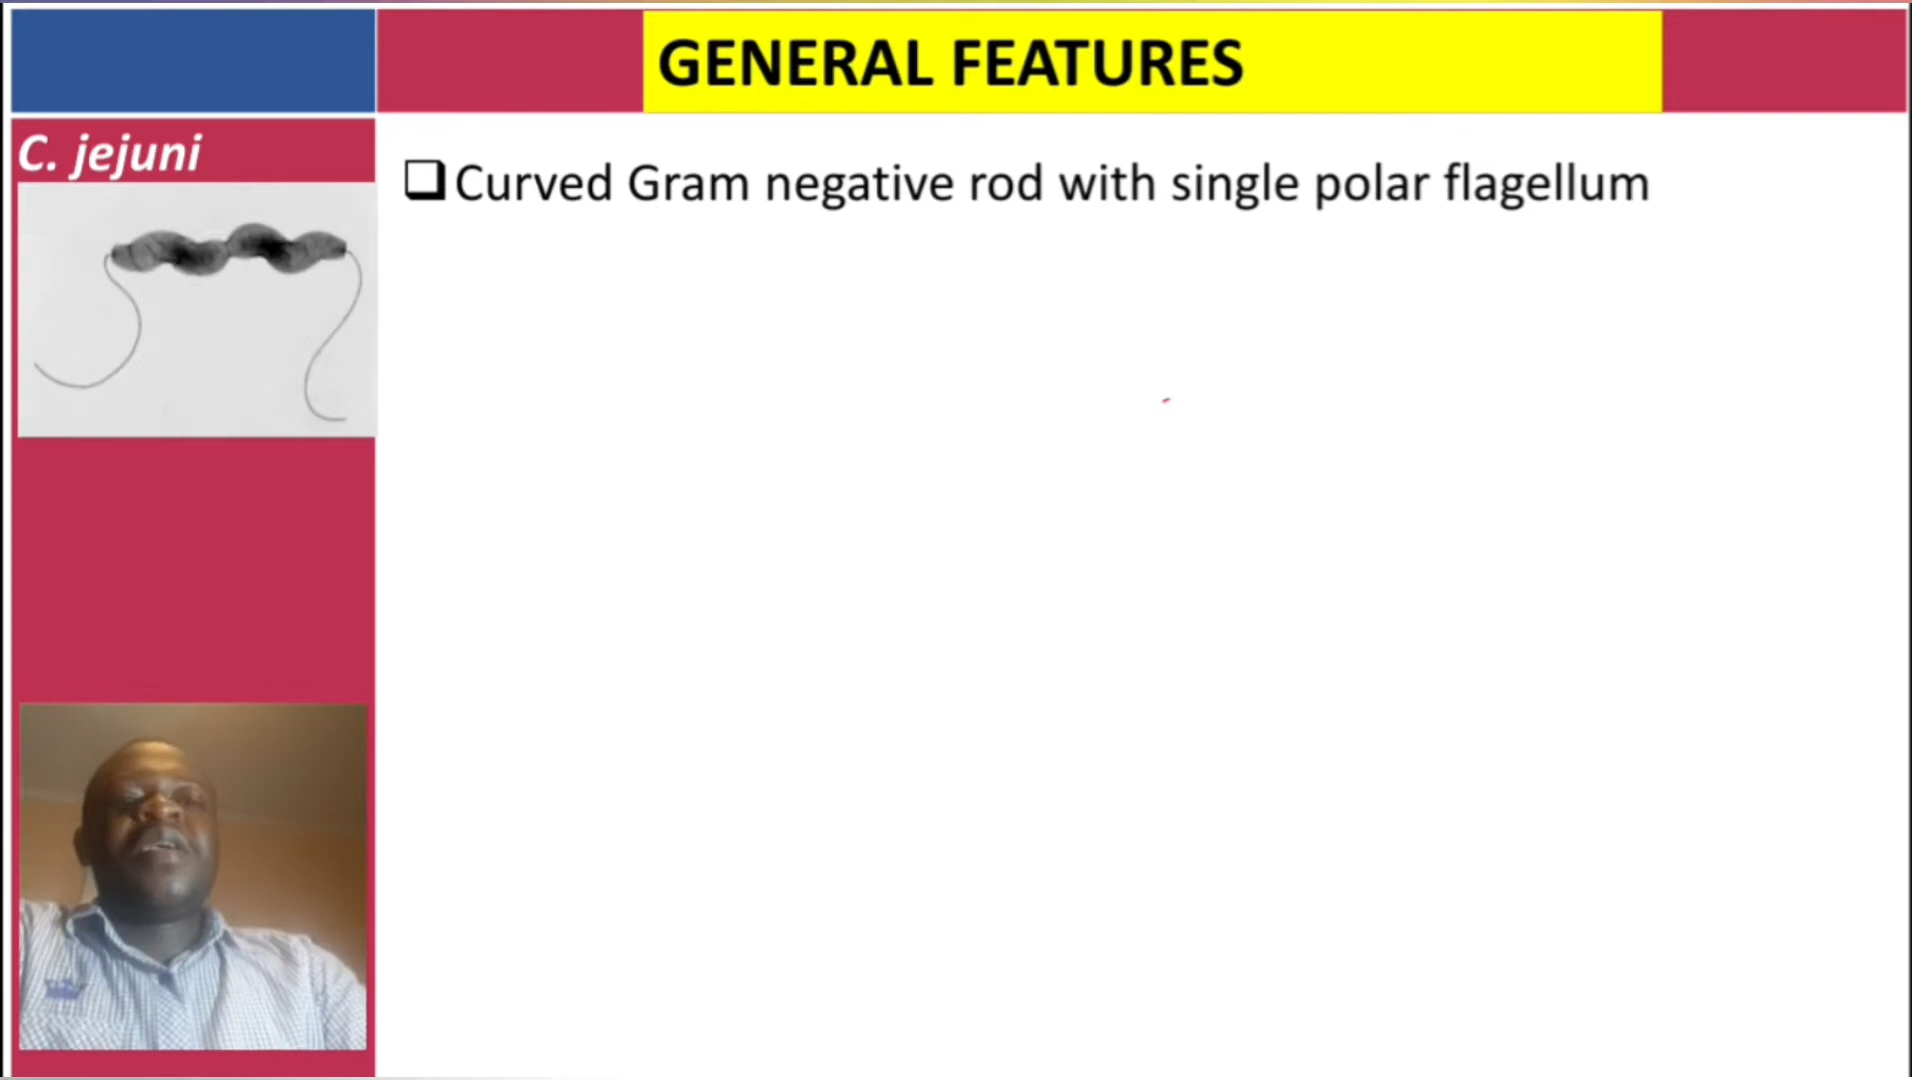 GENERAL FEATURES
C. jejuni
Curved Gram negative rod with single polar flagellum